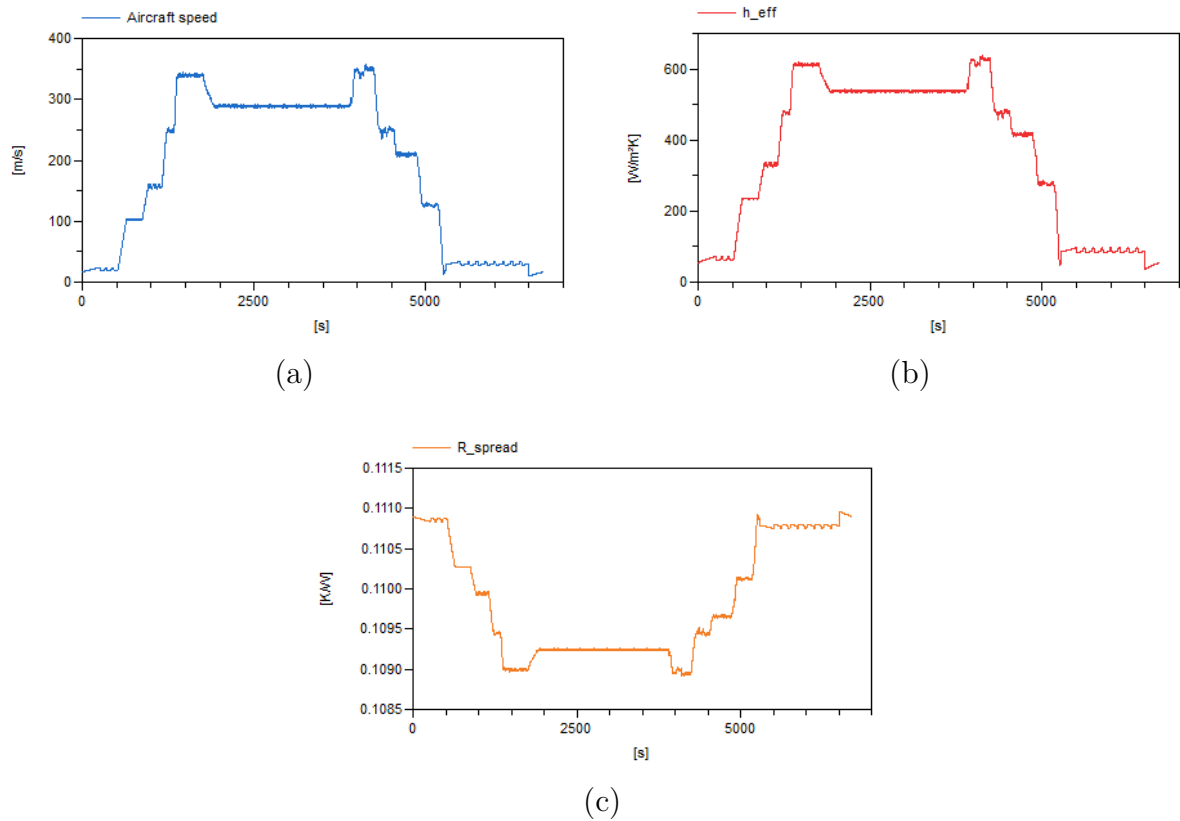 Aircraft speed
400
300
200
100
0
[m/s]
0 2500 5000
[s]
(a)
h_eff
600
400
200
0
[W/m²K]
0 2500 5000
[s]
(b)
R_spread
0.1115
0.1110
0.1105
0.1100
0.1095
0.1090
0.1085
[K/W]
0 2500 5000
[s]
(c)